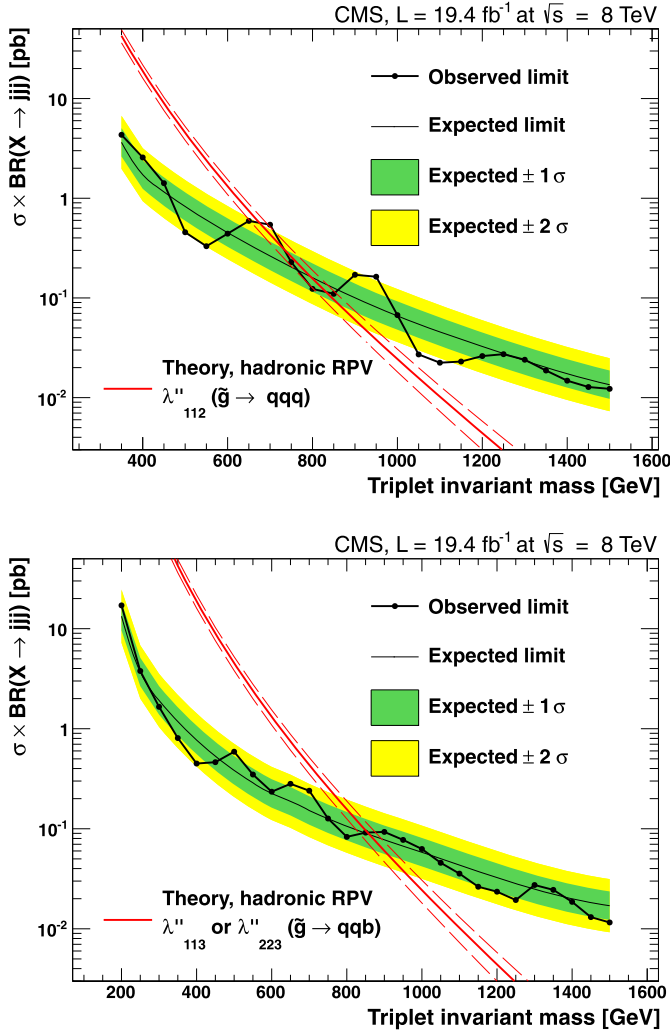 CMS, L = 19.4 fb⁻¹ at √s = 8 TeV
σ × BR(X → jjj) [pb]
10
1
10⁻¹
10⁻²
Observed limit
Expected limit
Expected ± 1 σ
Expected ± 2 σ
Theory, hadronic RPV
λ''₁₁₂ (g̃ → qqq)
400 600 800 1000 1200 1400 1600
Triplet invariant mass [GeV]
CMS, L = 19.4 fb⁻¹ at √s = 8 TeV
σ × BR(X → jjj) [pb]
10
1
10⁻¹
10⁻²
Observed limit
Expected limit
Expected ± 1 σ
Expected ± 2 σ
Theory, hadronic RPV
λ''₁₁₃ or λ''₂₂₃ (g̃ → qqb)
200 400 600 800 1000 1200 1400 1600
Triplet invariant mass [GeV]